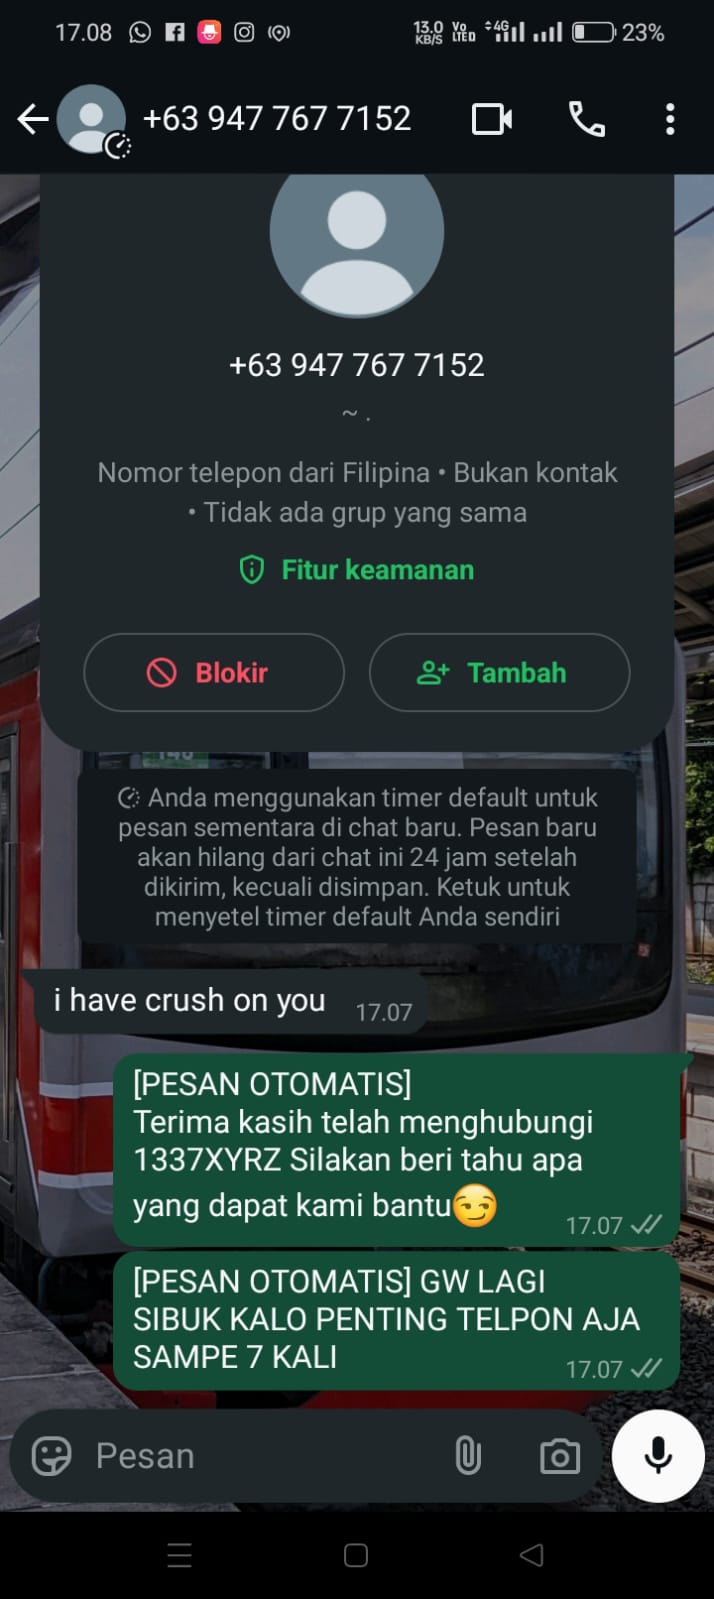 17.08
13.0 KB/S
Vo LTED
4G
23%
+63 947 767 7152
+63 947 767 7152
~ .
Nomor telepon dari Filipina • Bukan kontak
• Tidak ada grup yang sama
Fitur keamanan
Blokir
Tambah
Anda menggunakan timer default untuk
pesan sementara di chat baru. Pesan baru
akan hilang dari chat ini 24 jam setelah
dikirim, kecuali disimpan. Ketuk untuk
menyetel timer default Anda sendiri
i have crush on you 17.07
[PESAN OTOMATIS]
Terima kasih telah menghubungi
1337XYRZ Silakan beri tahu apa
yang dapat kami bantu😏
17.07
[PESAN OTOMATIS] GW LAGI
SIBUK KALO PENTING TELPON AJA
SAMPE 7 KALI
17.07
Pesan